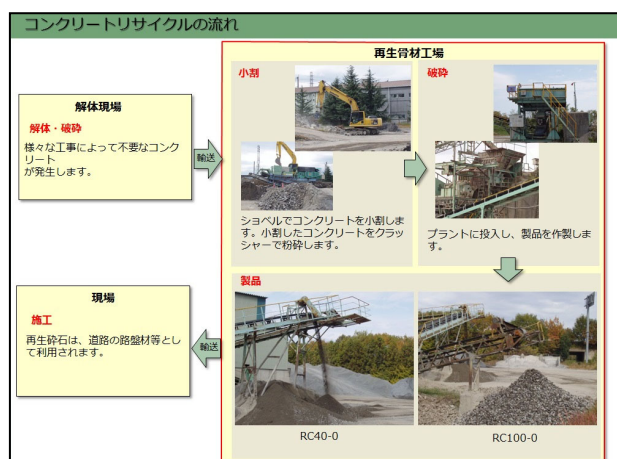 コンクリートリサイクルの流れ
解体現場
解体・破砕
様々な工事によって不要なコンク
リート
が発生します。
輸送
再生骨材工場
小割
ショベルでコンクリートを小割しま
す。小割したコンクリートをクラッ
シャーで粉砕します。
破砕
プラントに投入し、製品を作製しま
す。
製品
RC40-0
RC100-0
輸送
現場
施工
再生砕石は、道路の路盤材等とし
て利用されます。